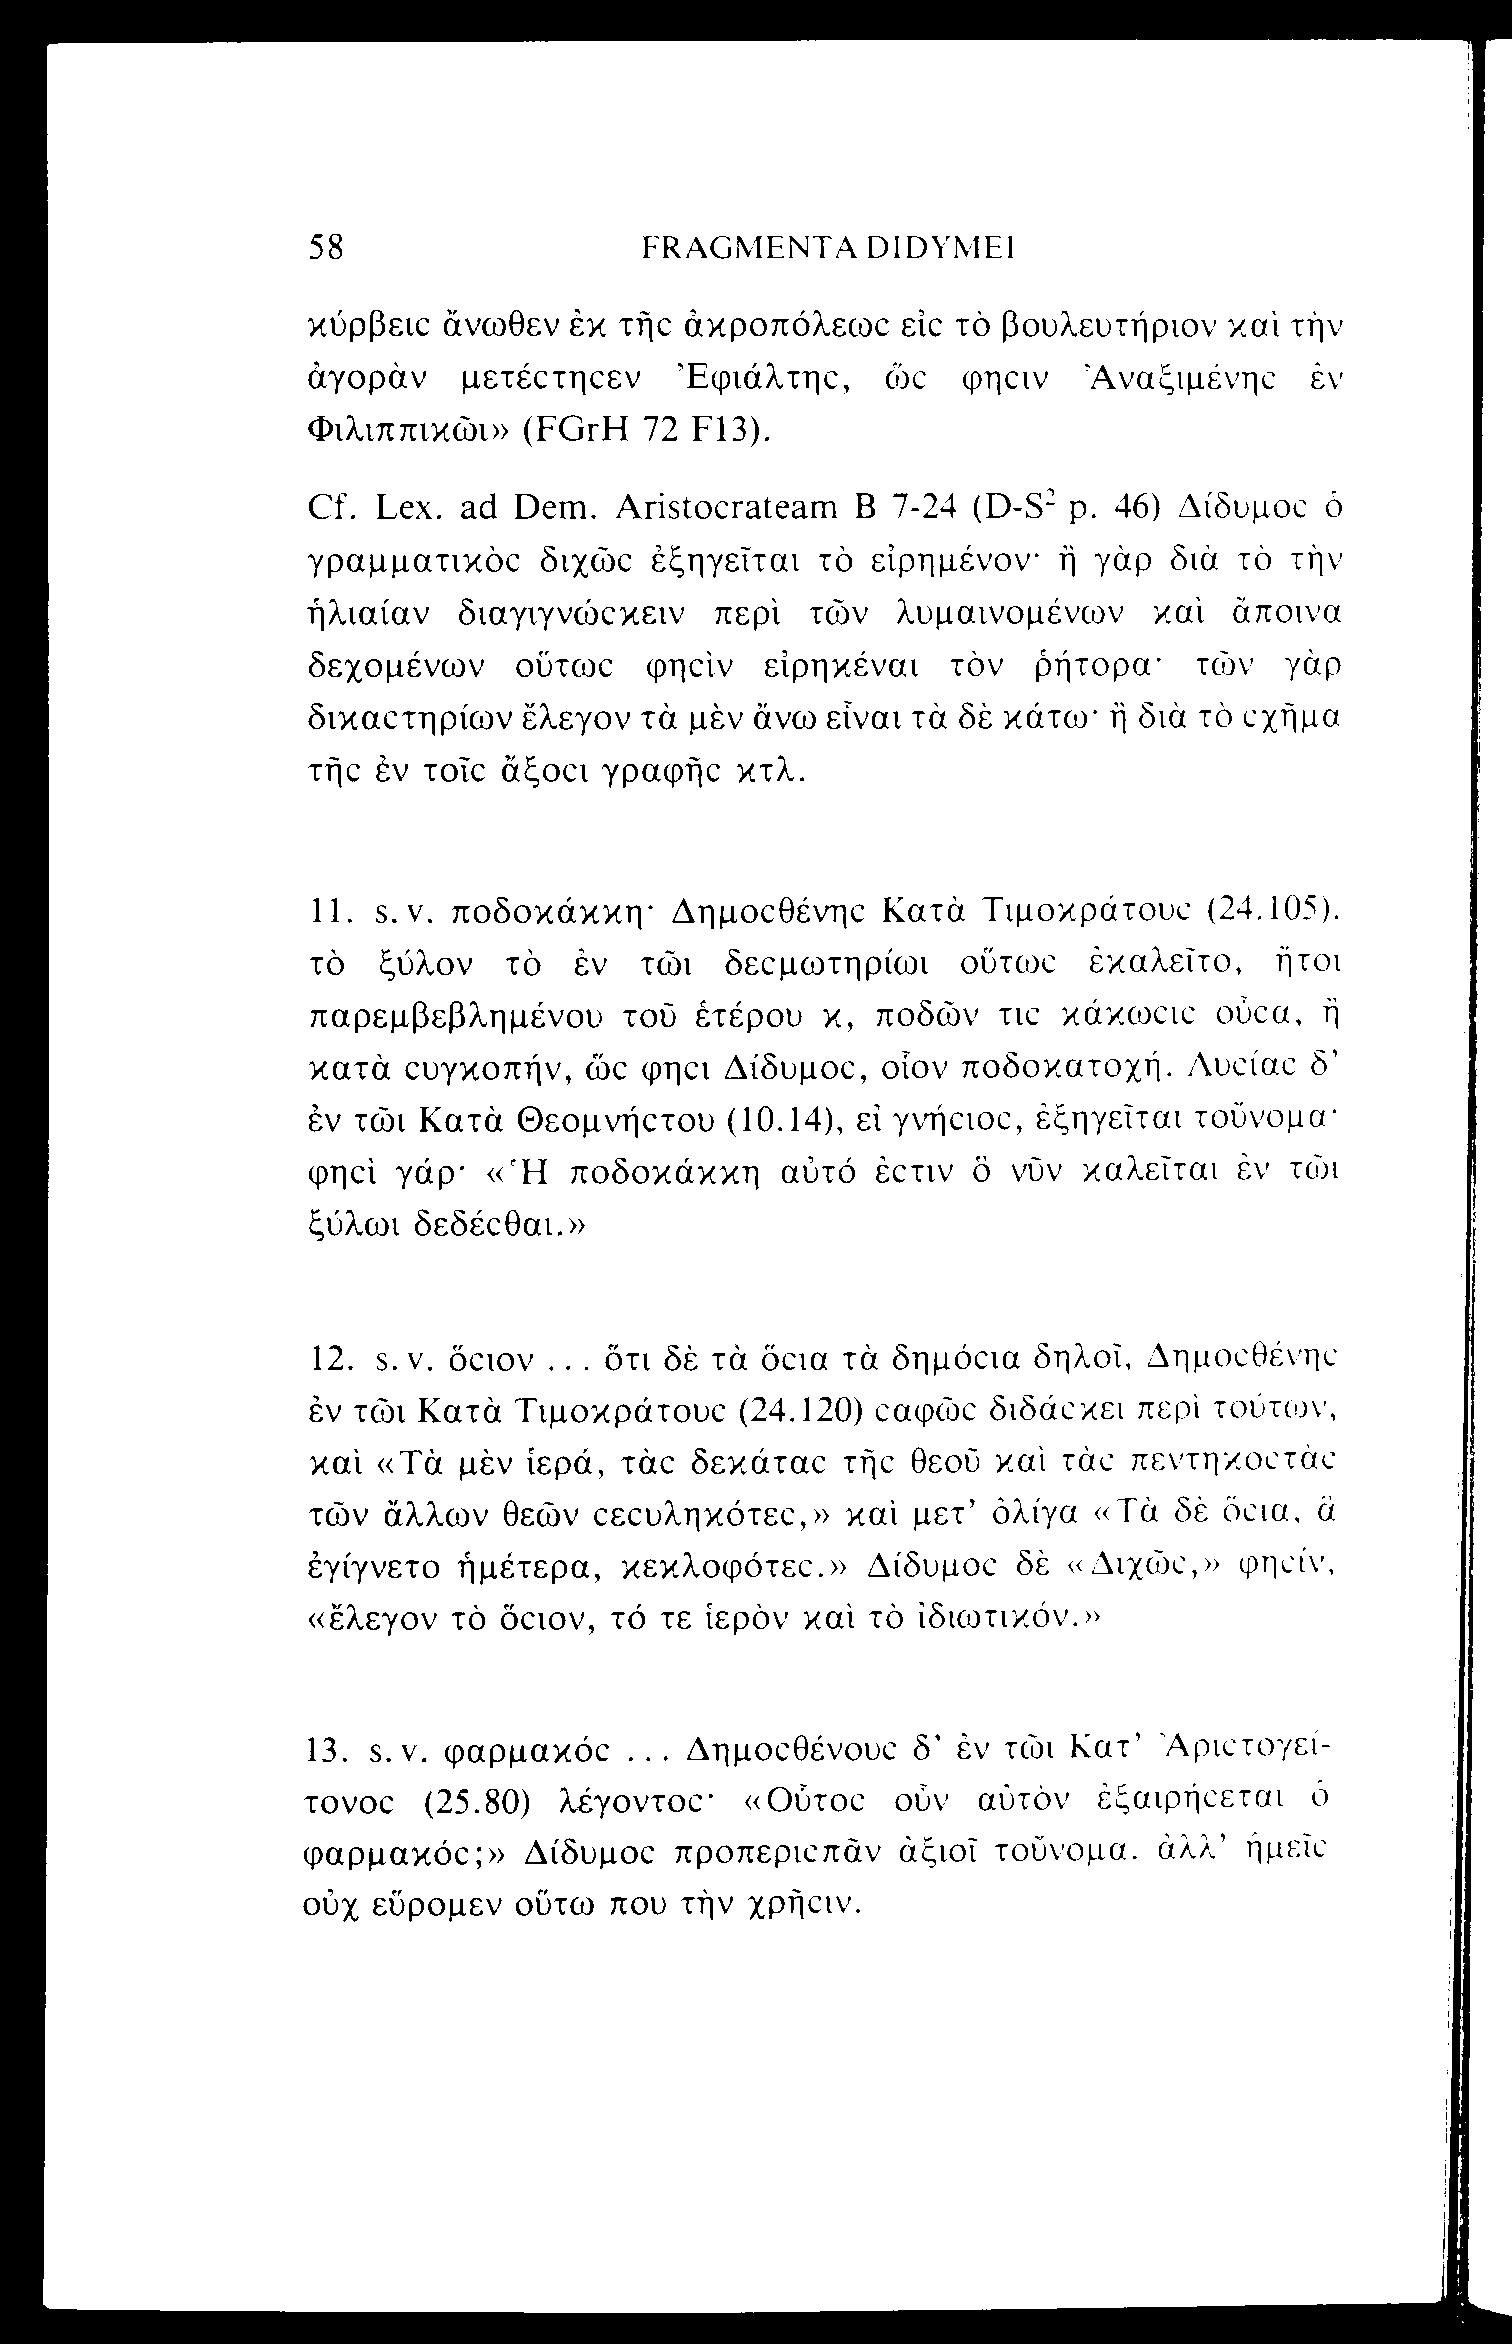 58 FRAGMENTA DIDYMEI
κύρβειϲ ἄνωθεν ἐκ τῆϲ ἀκροπόλεωϲ εἰϲ τὸ βουλευτήριον καὶ τὴν
ἀγορὰν μετέϲτηϲεν Ἐφιάλτηϲ, ὥϲ φηϲιν Ἀναξιμένηϲ ἐν
Φιλιππικῶι» (FGrH 72 F13).
Cf. Lex. ad Dem. Aristocrateam B 7-24 (D-S² p. 46) Δίδυμοϲ ὁ
γραμματικὸϲ διχῶϲ ἐξηγεῖται τὸ εἰρημένον· ἢ γὰρ διὰ τὸ τὴν
ἡλιαίαν διαγιγνώϲκειν περὶ τῶν λυμαινομένων καὶ ἄποινα
δεχομένων οὕτωϲ φηϲὶν εἰρηκέναι τὸν ῥήτορα· τῶν γὰρ
δικαϲτηρίων ἔλεγον τὰ μὲν ἄνω εἶναι τὰ δὲ κάτω· ἢ διὰ τὸ ϲχῆμα
τῆϲ ἐν τοῖϲ ἄξοϲι γραφῆϲ κτλ.
11. s.v. ποδοκάκκη· Δημοϲθένηϲ Κατὰ Τιμοκράτουϲ (24.105).
τὸ ξύλον τὸ ἐν τῶι δεϲμωτηρίωι οὕτωϲ ἐκαλεῖτο, ἤτοι
παρεμβεβλημένου τοῦ ἑτέρου κ, ποδῶν τιϲ κάκωϲιϲ οὖϲα, ἢ
κατὰ ϲυγκοπήν, ὥϲ φηϲι Δίδυμοϲ, οἷον ποδοκατοχή. Λυϲίαϲ δ’
ἐν τῶι Κατὰ Θεομνήϲτου (10.14), εἰ γνήϲιοϲ, ἐξηγεῖται τοὔνομα·
φηϲὶ γάρ· «Ἡ ποδοκάκκη αὐτό ἐϲτιν ὃ νῦν καλεῖται ἐν τῶι
ξύλωι δεδέϲθαι.»
12. s.v. ὅϲιον ... ὅτι δὲ τὰ ὅϲια τὰ δημόϲια δηλοῖ, Δημοϲθένηϲ
ἐν τῶι Κατὰ Τιμοκράτουϲ (24.120) ϲαφῶϲ διδάϲκει περὶ τούτων,
καὶ «Τὰ μὲν ἱερά, τὰϲ δεκάταϲ τῆϲ θεοῦ καὶ τὰϲ πεντηκοϲτὰϲ
τῶν ἄλλων θεῶν ϲεϲυληκότεϲ,» καὶ μετ’ ὀλίγα «Τὰ δὲ ὅϲια, ἃ
ἐγίγνετο ἡμέτερα, κεκλοφότεϲ.» Δίδυμοϲ δὲ «Διχῶϲ,» φηϲίν,
«ἔλεγον τὸ ὅϲιον, τό τε ἱερὸν καὶ τὸ ἰδιωτικόν.»
13. s.v. φαρμακόϲ ... Δημοϲθένουϲ δ’ ἐν τῶι Κατ’ Ἀριϲτογεί-
τονοϲ (25.80) λέγοντοϲ· «Οὗτοϲ οὖν αὐτὸν ἐξαιρήϲεται ὁ
φαρμακόϲ;» Δίδυμοϲ προπεριϲπᾶν ἀξιοῖ τοὔνομα. ἀλλ’ ἡμεῖϲ
οὐχ εὕρομεν οὕτω που τὴν χρῆϲιν.